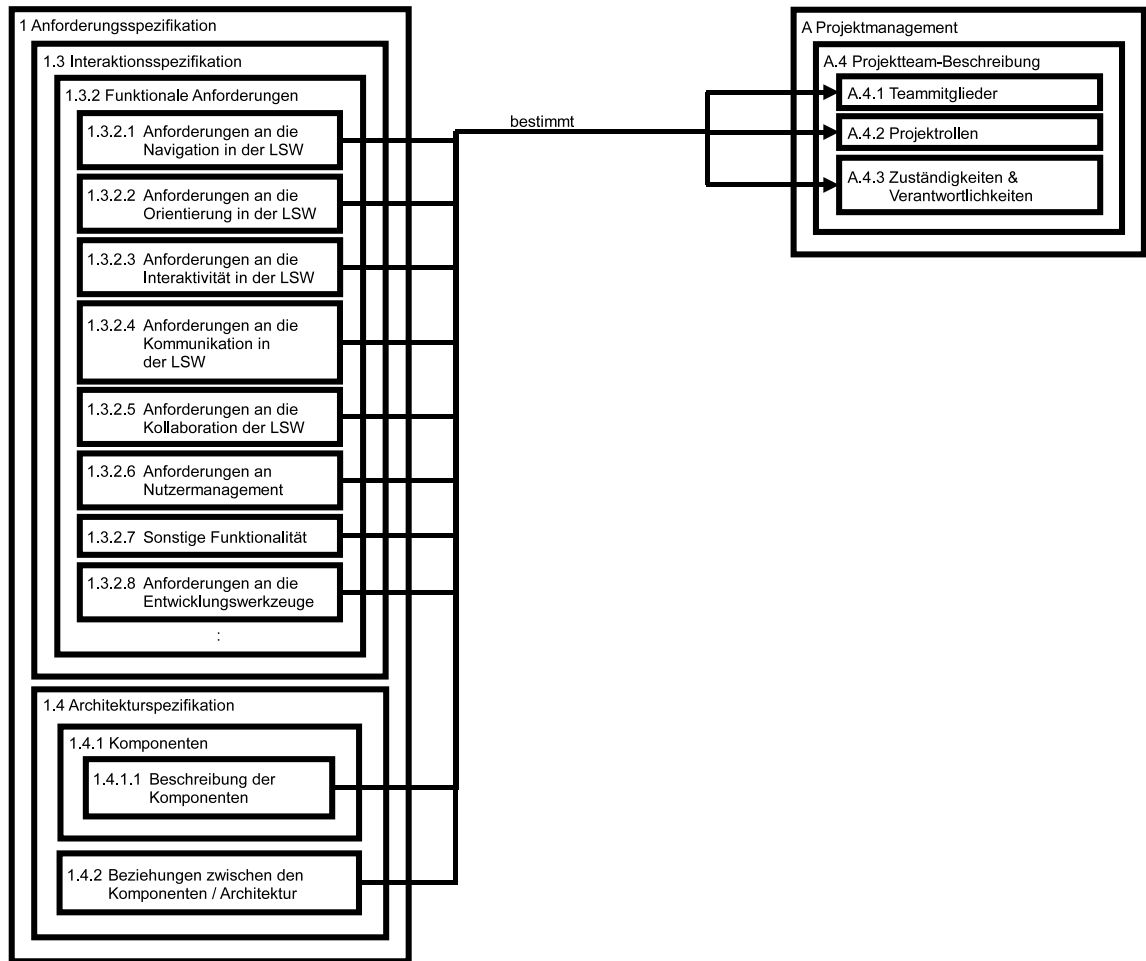 1 Anforderungsspezifikation
1.3 Interaktionsspezifikation
1.3.2 Funktionale Anforderungen
1.3.2.1 Anforderungen an die
Navigation in der LSW
1.3.2.2 Anforderungen an die
Orientierung in der LSW
1.3.2.3 Anforderungen an die
Interaktivität in der LSW
1.3.2.4 Anforderungen an die
Kommunikation in
der LSW
1.3.2.5 Anforderungen an die
Kollaboration der LSW
1.3.2.6 Anforderungen an
Nutzermanagement
1.3.2.7 Sonstige Funktionalität
1.3.2.8 Anforderungen an die
Entwicklungswerkzeuge
:
1.4 Architekturspezifikation
1.4.1 Komponenten
1.4.1.1 Beschreibung der
Komponenten
1.4.2 Beziehungen zwischen den
Komponenten / Architektur
bestimmt
A Projektmanagement
A.4 Projektteam-Beschreibung
A.4.1 Teammitglieder
A.4.2 Projektrollen
A.4.3 Zuständigkeiten &
Verantwortlichkeiten